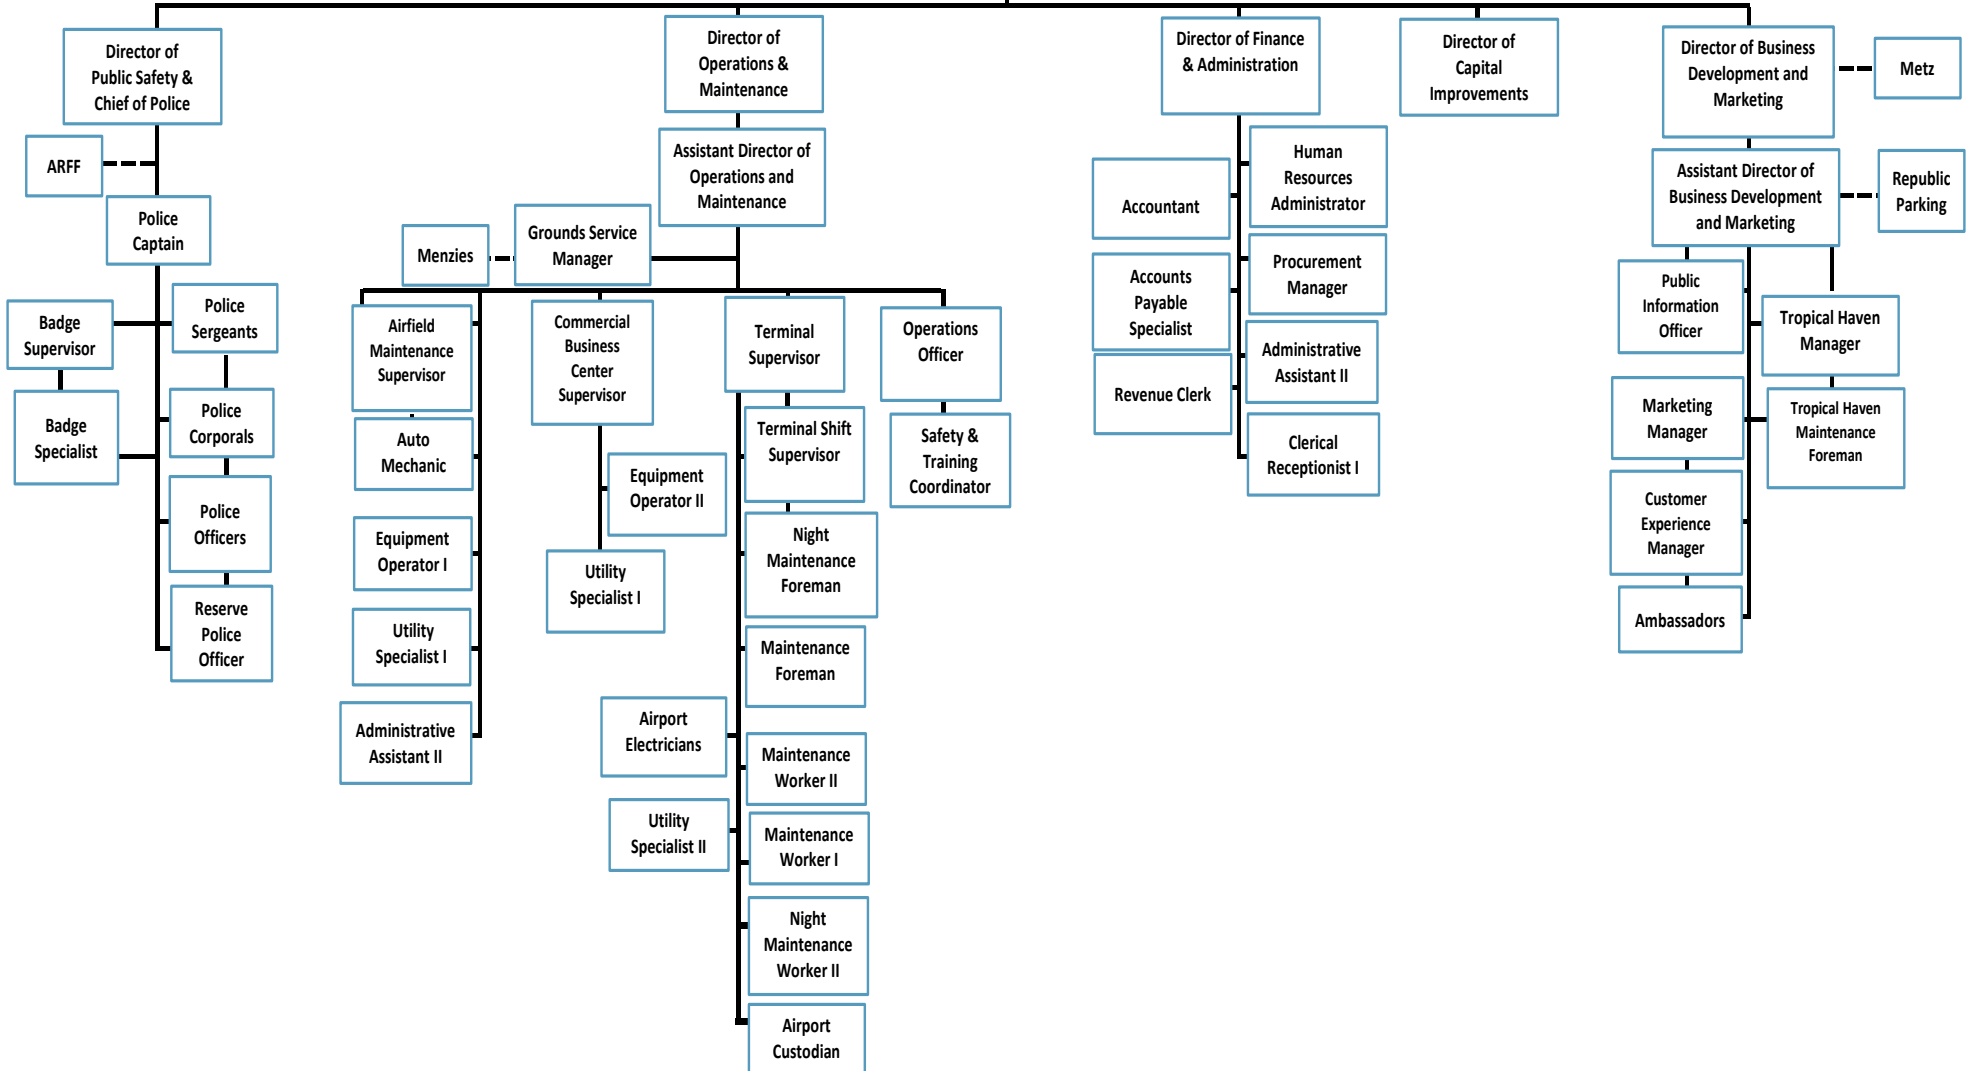 Director of
Public Safety &
Chief of Police
ARFF
Police
Captain
Badge
Supervisor
Police
Sergeants
Badge
Specialist
Police
Corporals
Police
Officers
Reserve
Police
Officer
Director of
Operations &
Maintenance
Assistant Director of
Operations and
Maintenance
Menzies
Grounds Service
Manager
Airfield
Maintenance
Supervisor
Auto
Mechanic
Equipment
Operator I
Utility
Specialist I
Administrative
Assistant II
Commercial
Business
Center
Supervisor
Equipment
Operator II
Utility
Specialist I
Terminal
Supervisor
Terminal Shift
Supervisor
Night
Maintenance
Foreman
Maintenance
Foreman
Airport
Electricians
Maintenance
Worker II
Utility
Specialist II
Maintenance
Worker I
Night
Maintenance
Worker II
Airport
Custodian
Operations
Officer
Safety &
Training
Coordinator
Director of Finance
& Administration
Human
Resources
Administrator
Accountant
Procurement
Manager
Accounts
Payable
Specialist
Administrative
Assistant II
Revenue Clerk
Clerical
Receptionist I
Director of
Capital
Improvements
Director of Business
Development and
Marketing
Metz
Assistant Director of
Business Development
and Marketing
Republic
Parking
Public
Information
Officer
Tropical Haven
Manager
Marketing
Manager
Tropical Haven
Maintenance
Foreman
Customer
Experience
Manager
Ambassadors